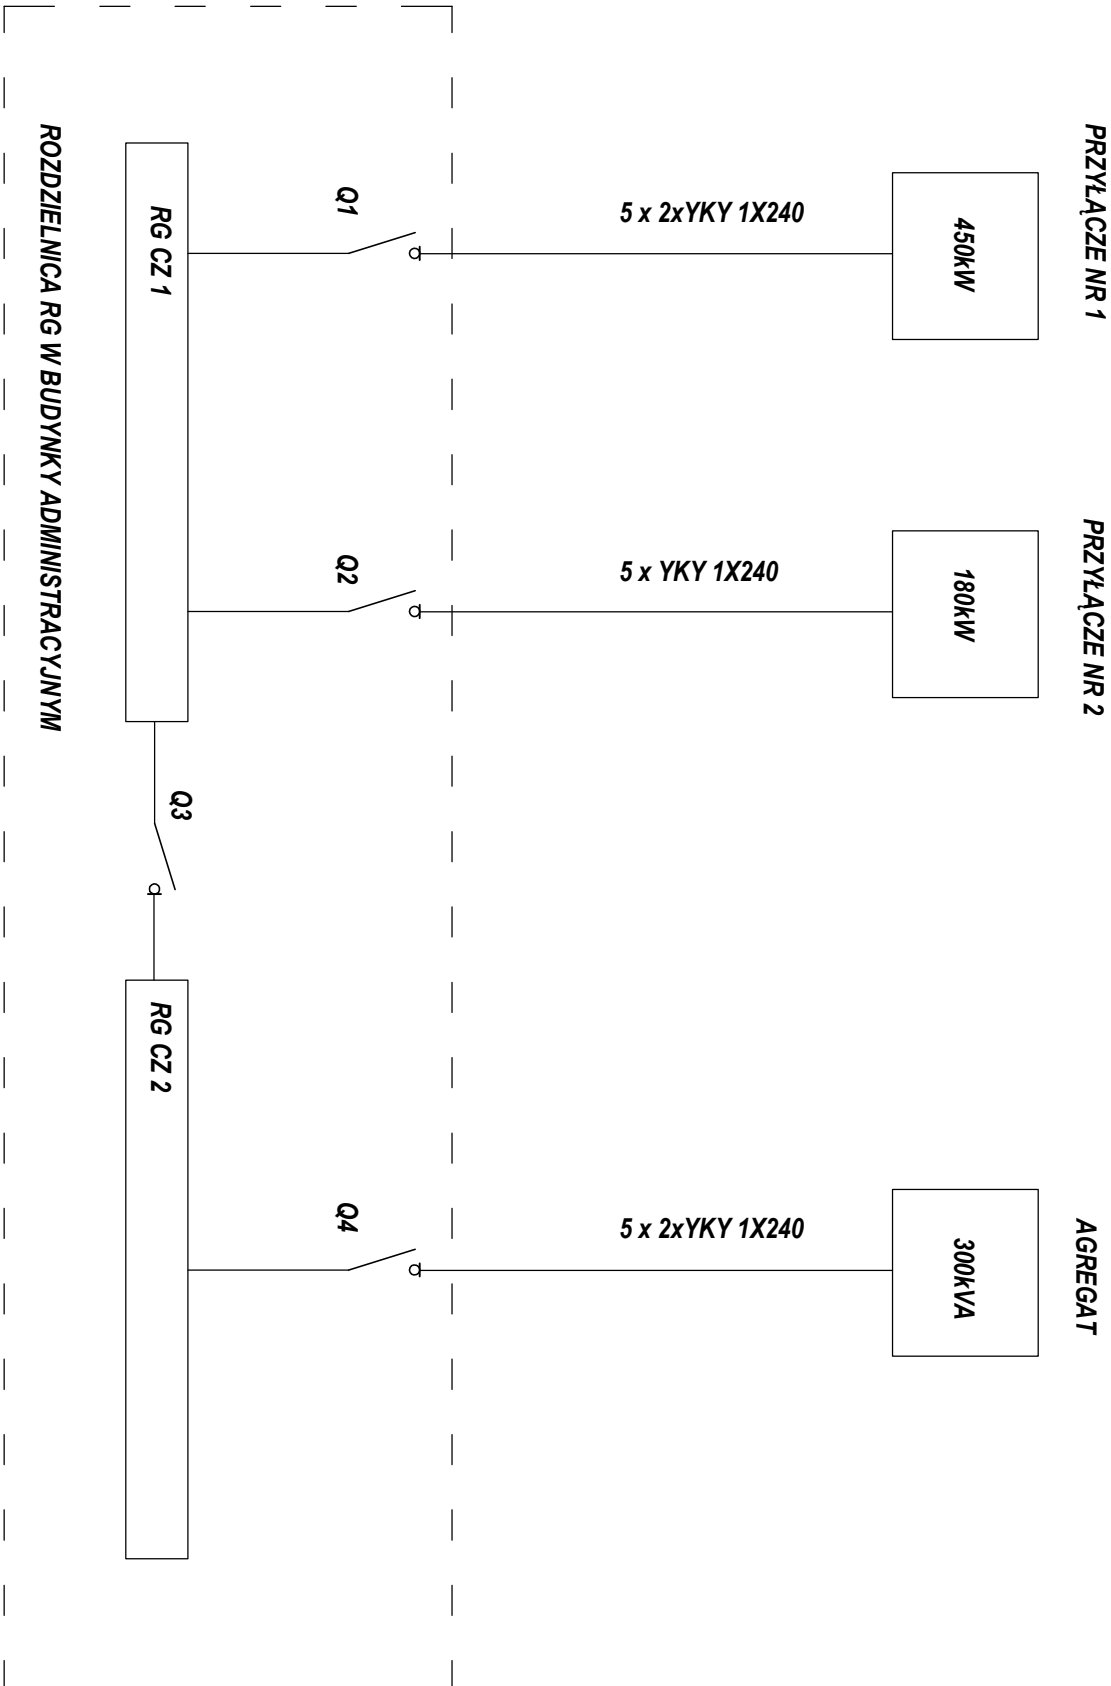 PRZYŁĄCZE NR 1
PRZYŁĄCZE NR 2
AGREGAT
450kW
180kW
300kVA
5 x 2xYKY 1X240
5 x YKY 1X240
5 x 2xYKY 1X240
Q1
Q2
Q4
Q3
RG CZ 1
RG CZ 2
ROZDZIELNICA RG W BUDYNKY ADMINISTRACYJNYM